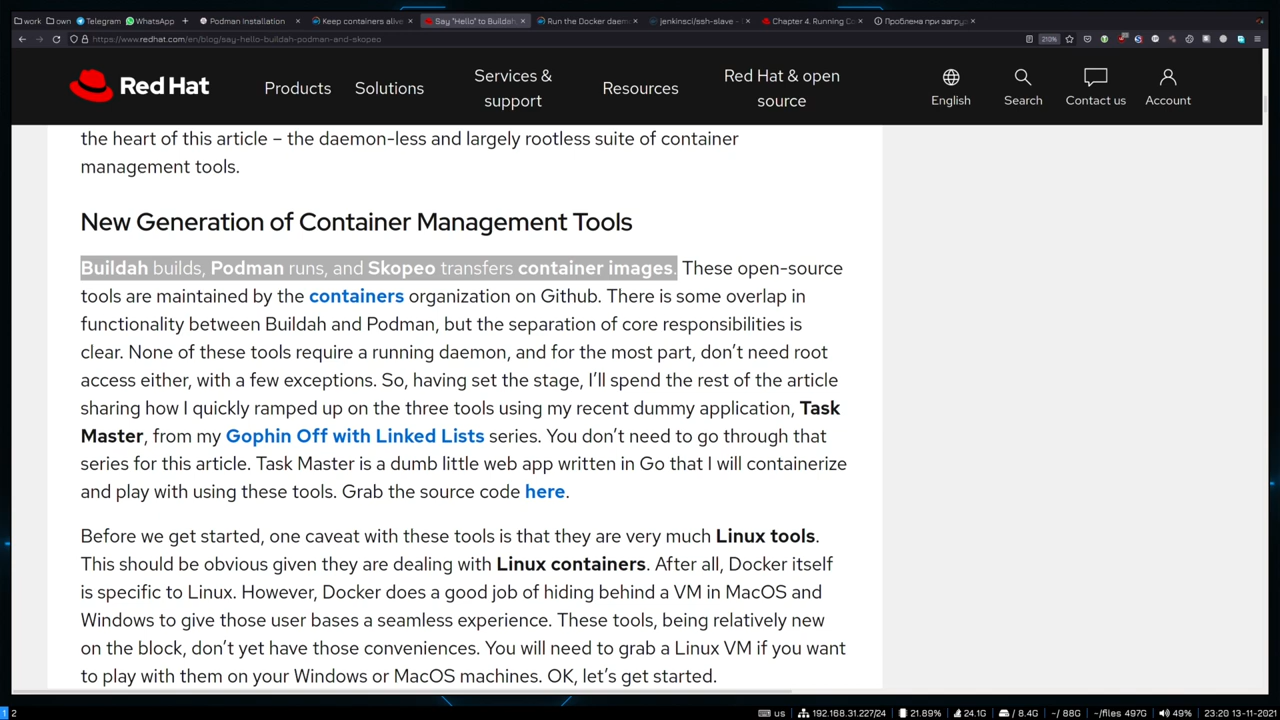 work
own
Telegram
WhatsApp
Podman Installation
Keep containers alive
Say "Hello" to Buildah
Run the Docker daem
jenkinsci/ssh-slave -
Chapter 4. Running Co
Проблема при загруз
https://www.redhat.com/en/blog/say-hello-buildah-podman-and-skopeo
210%
Red Hat
Products
Solutions
Services &
support
Resources
Red Hat & open
source
English
Search
Contact us
Account
the heart of this article – the daemon-less and largely rootless suite of container
management tools.
New Generation of Container Management Tools
Buildah builds, Podman runs, and Skopeo transfers container images. These open-source
tools are maintained by the containers organization on Github. There is some overlap in
functionality between Buildah and Podman, but the separation of core responsibilities is
clear. None of these tools require a running daemon, and for the most part, don’t need root
access either, with a few exceptions. So, having set the stage, I’ll spend the rest of the article
sharing how I quickly ramped up on the three tools using my recent dummy application, Task
Master, from my Gophin Off with Linked Lists series. You don’t need to go through that
series for this article. Task Master is a dumb little web app written in Go that I will containerize
and play with using these tools. Grab the source code here.
Before we get started, one caveat with these tools is that they are very much Linux tools.
This should be obvious given they are dealing with Linux containers. After all, Docker itself
is specific to Linux. However, Docker does a good job of hiding behind a VM in MacOS and
Windows to give those user bases a seamless experience. These tools, being relatively new
on the block, don’t yet have those conveniences. You will need to grab a Linux VM if you want
to play with them on your Windows or MacOS machines. OK, let’s get started.
1 2
us
192.168.31.227/24
21.89%
24.1G
/ 8.4G
~/ 88G
~/files 497G
49%
23:20 13-11-2021